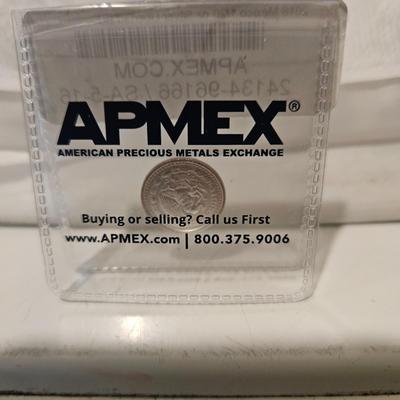 APMEX.COM
24134-96166 / SA-5-16
APMEX®
AMERICAN PRECIOUS METALS EXCHANGE
Buying or selling? Call us First
www.APMEX.com | 800.375.9006